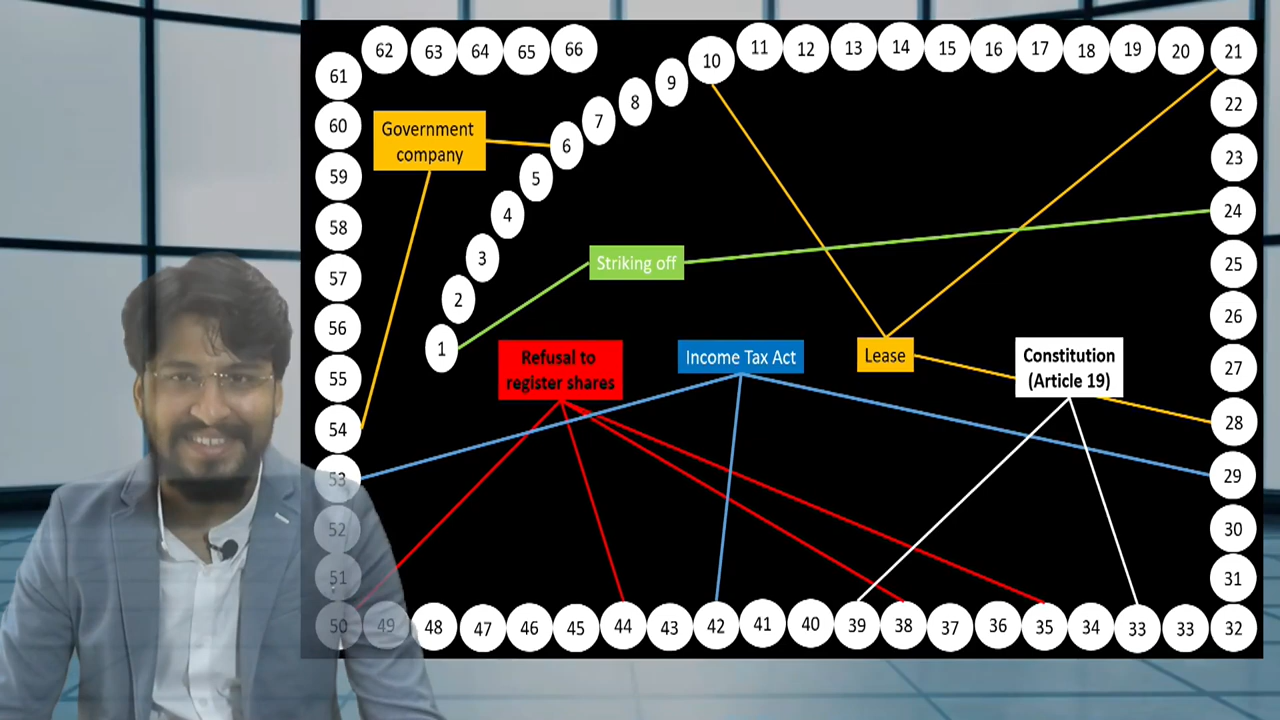 62 63 64 65 66
10 11 12 13 14 15 16 17 18 19 20 21
61
9
8
22
60
7
Government
company
6
23
59
5
24
58
4
3
Striking off
25
57
2
26
56
1
Refusal to
register shares
Income Tax Act
Lease
Constitution
(Article 19)
27
55
54
28
53
29
52
30
51
31
50 49 48 47 46 45 44 43 42 41 40 39 38 37 36 35 34 33 33 32